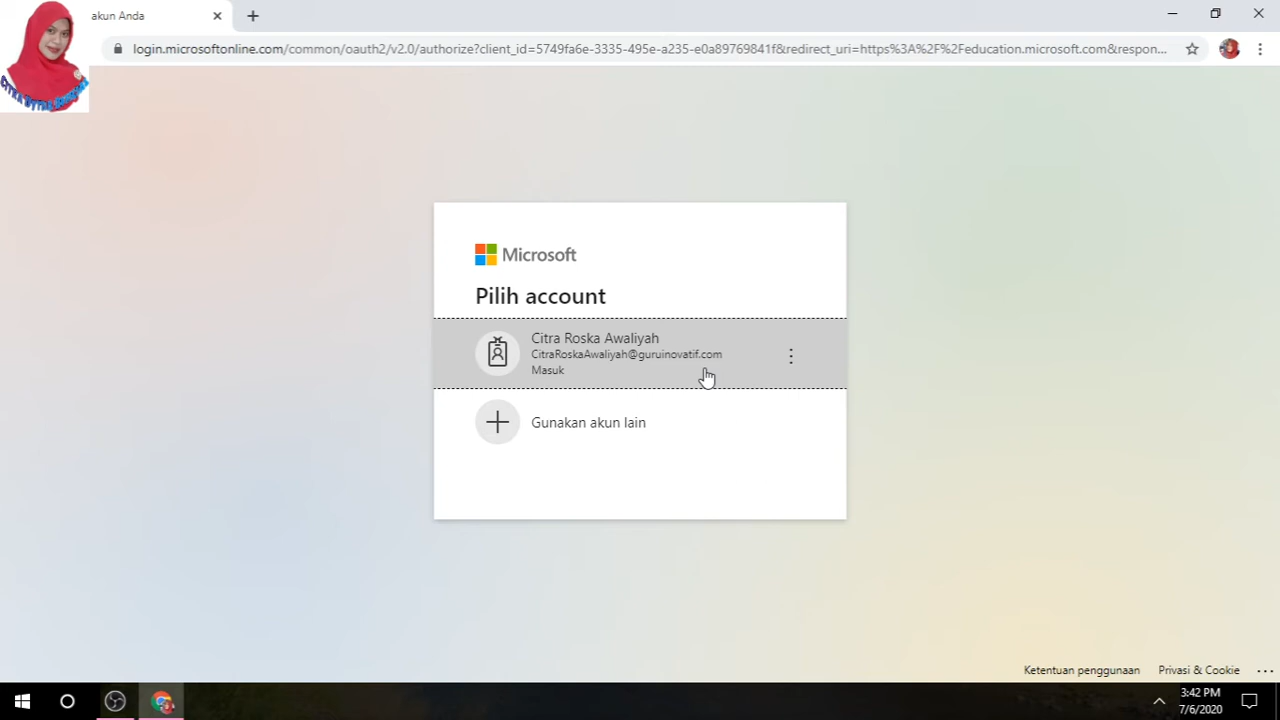 akun Anda
login.microsoftonline.com/common/oauth2/v2.0/authorize?client_id=5749fa6e-3335-495e-a235-e0a89769841f&redirect_uri=https%3A%2F%2Feducation.microsoft.com&respon...
Microsoft
Pilih account
Citra Roska Awaliyah
CitraRoskaAwaliyah@guruinovatif.com
Masuk
Gunakan akun lain
Ketentuan penggunaan Privasi & Cookie ...
3:42 PM
7/6/2020